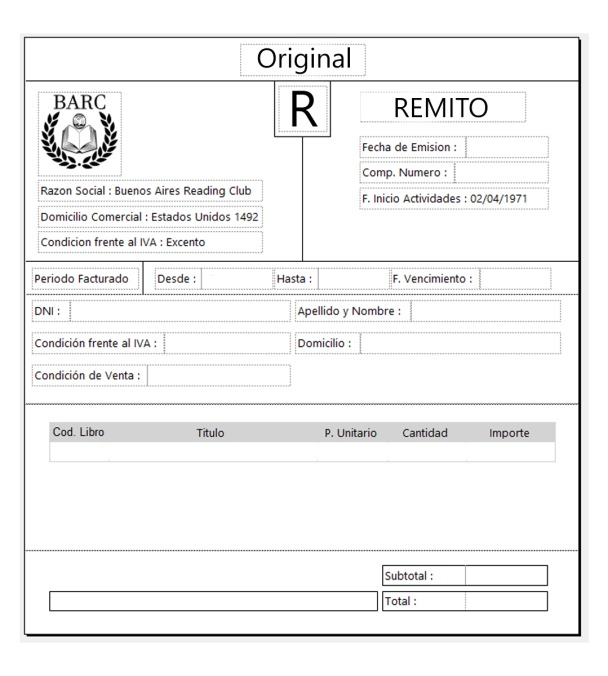 Original
BARC
R
REMITO
Fecha de Emision :
Comp. Numero :
F. Inicio Actividades : 02/04/1971
Razon Social : Buenos Aires Reading Club
Domicilio Comercial : Estados Unidos 1492
Condicion frente al IVA : Excento
Periodo Facturado Desde : Hasta : F. Vencimiento :
DNI : Apellido y Nombre :
Condición frente al IVA : Domicilio :
Condición de Venta :
Cod. Libro Titulo P. Unitario Cantidad Importe
Subtotal :
Total :